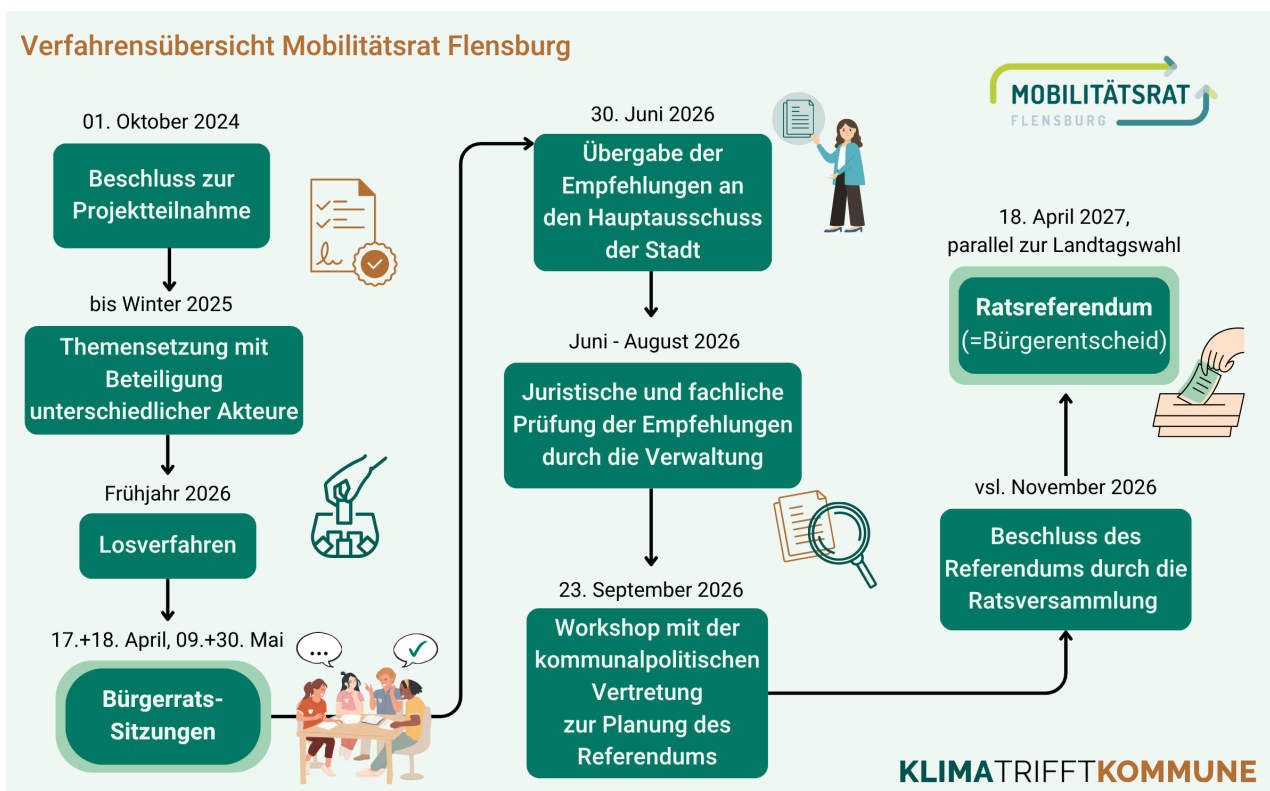 Verfahrensübersicht Mobilitätsrat Flensburg
MOBILITÄTSRAT
FLENSBURG
01. Oktober 2024
Beschluss zur
Projektteilnahme
bis Winter 2025
Themensetzung mit
Beteiligung
unterschiedlicher Akteure
Frühjahr 2026
Losverfahren
17.+18. April, 09.+30. Mai
Bürgerrats-
Sitzungen
...
30. Juni 2026
Übergabe der
Empfehlungen an
den Hauptausschuss
der Stadt
Juni - August 2026
Juristische und fachliche
Prüfung der Empfehlungen
durch die Verwaltung
23. September 2026
Workshop mit der
kommunalpolitischen
Vertretung
zur Planung des
Referendums
vsl. November 2026
Beschluss des
Referendums durch die
Ratsversammlung
18. April 2027,
parallel zur Landtagswahl
Ratsreferendum
(=Bürgerentscheid)
KLIMATRIFFTKOMMUNE